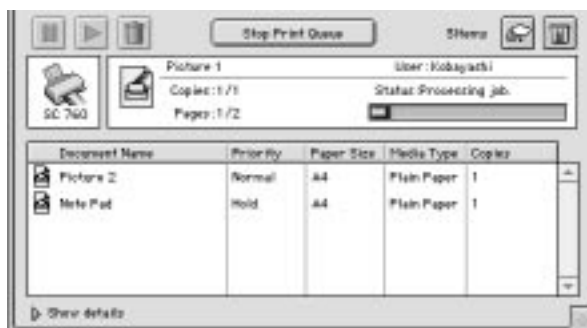 Stop Print Queue
3Items
SC 760
Picture 1
User:Kobayashi
Copies:1/1
Status:Processing job.
Pages:1/2
Document Name Priority Paper Size Media Type Copies
Picture 2 Normal A4 Plain Paper 1
Note Pad Hold A4 Plain Paper 1
Show details